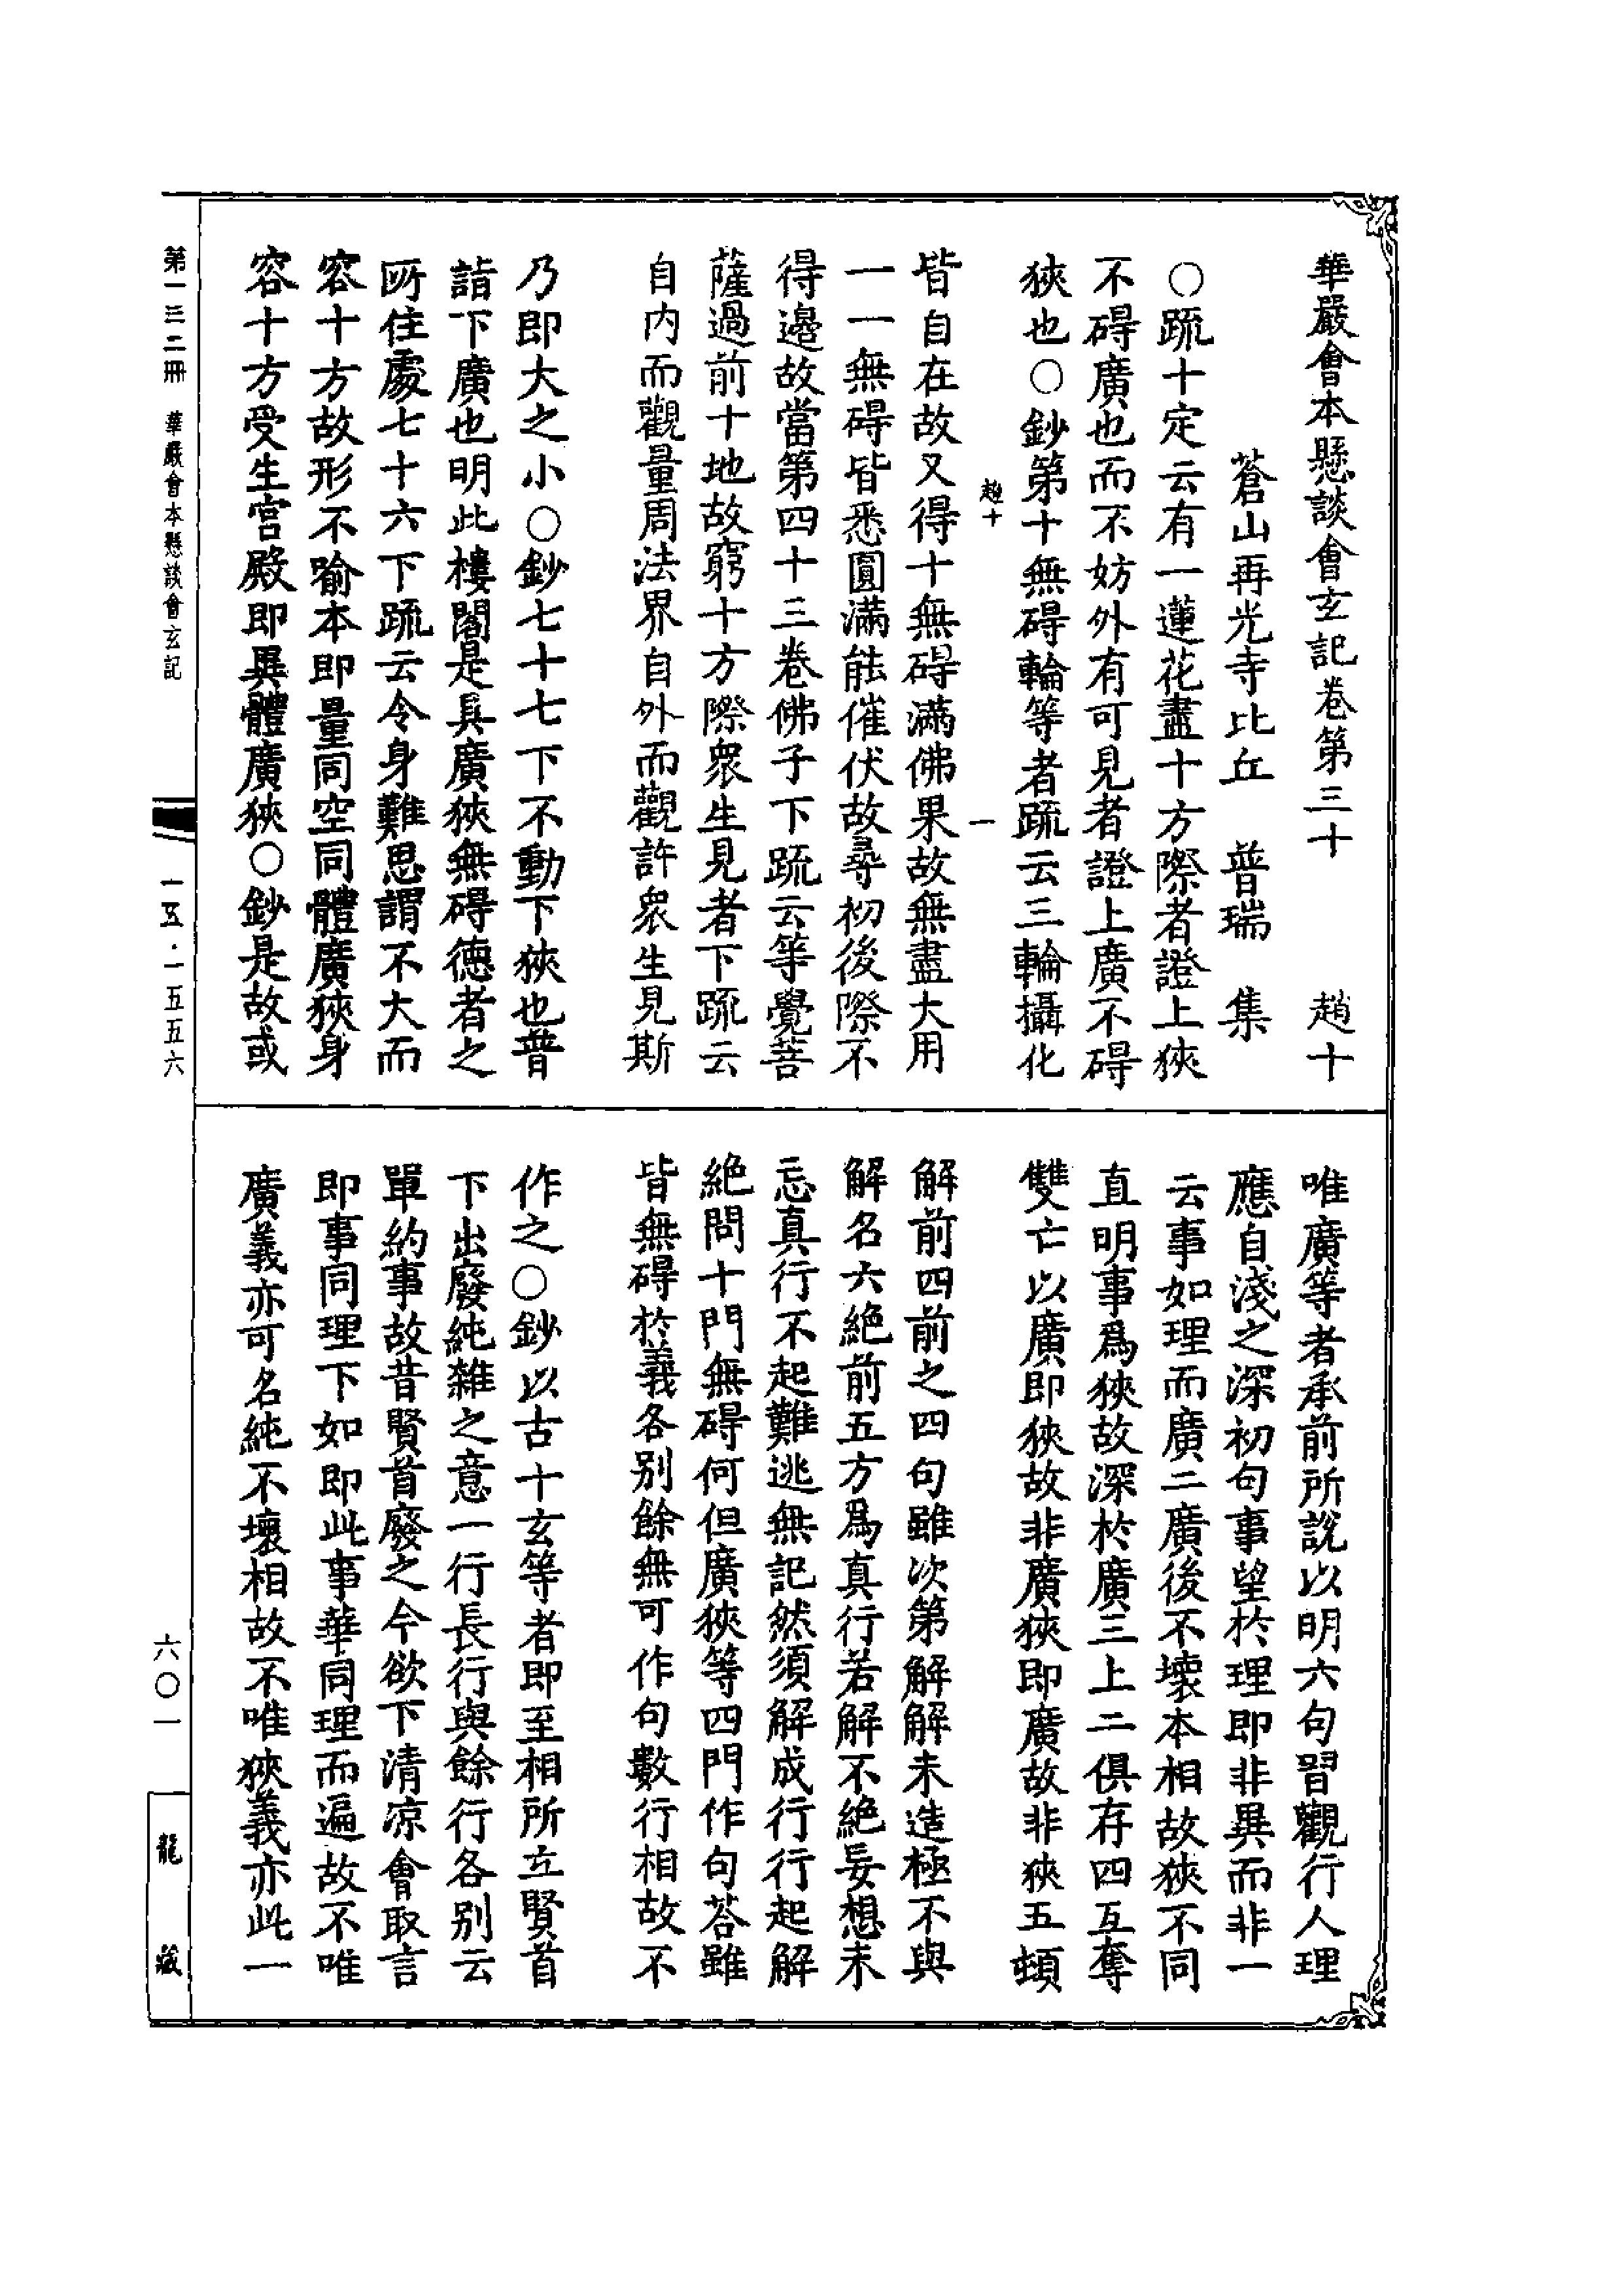 華嚴會本懸談會玄記卷第三十　趙十
蒼山再光寺比丘　普瑞　集
〇䟽十定云有一蓮花盡十方際者證上狹
不碍廣也而不妨外有可見者證上廣不碍
狹也〇鈔第十無碍輪等者䟽云三輪攝化
趙十　一
皆自在故又得十無碍滿佛果故無盡大用
一一無碍皆悉圓滿能催伏故尋初後際不
得邊故當第四十三卷佛子下䟽云等覺菩
薩過前十地故窮十方際衆生見者下䟽云
自内而觀量周法界自外而觀許衆生見斯
乃即大之小〇鈔七十七下不動下狹也普
詣下廣也明此樓閣是具廣狹無碍德者之
所住處七十六下䟽云令身難思謂不大而
容十方故形不喻本即量同空同體廣狹身
容十方受生宮殿即異體廣狹〇鈔是故或
唯廣等者承前所說以明六句習觀行人理
應自淺之深初句事望於理即非異而非一
云事如理而廣二廣後不壞本相故狹不同
直明事爲狹故深於廣三上二俱存四互奪
雙亡以廣即狹故非廣狹即廣故非狹五頓
解前四前之四句雖次第解解未造極不與
解名六絶前五方爲真行若解不絶妄想未
忘真行不起難逃無記然須解成行行起解
絶問十門無碍何但廣狹等四門作句荅雖
皆無碍於義各别餘無可作句數行相故不
作之〇鈔以古十玄等者即至相所立賢首
下出廢純雜之意一行長行與餘行各别云
單約事故昔賢首廢之今欲下清凉會取言
即事同理下如即此事華同理而遍故不唯
廣義亦可名純不壞相故不唯狹義亦此一
第一三二冊　華嚴會本懸談會玄記
一五·一五五六
六〇一
龍藏